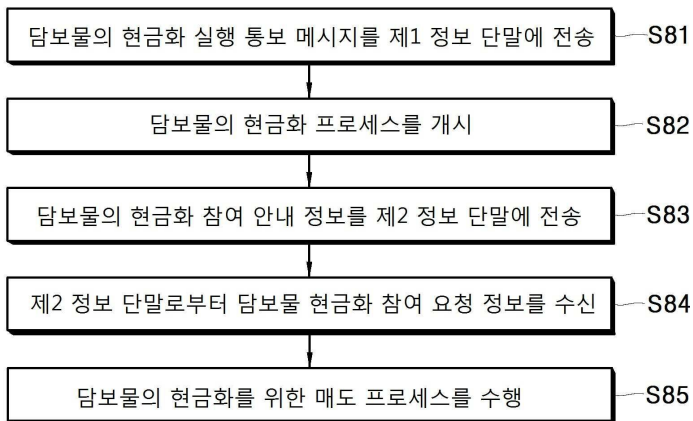 담보물의 현금화 실행 통보 메시지를 제1 정보 단말에 전송 S81
담보물의 현금화 프로세스를 개시 S82
담보물의 현금화 참여 안내 정보를 제2 정보 단말에 전송 S83
제2 정보 단말로부터 담보물 현금화 참여 요청 정보를 수신 S84
담보물의 현금화를 위한 매도 프로세스를 수행 S85